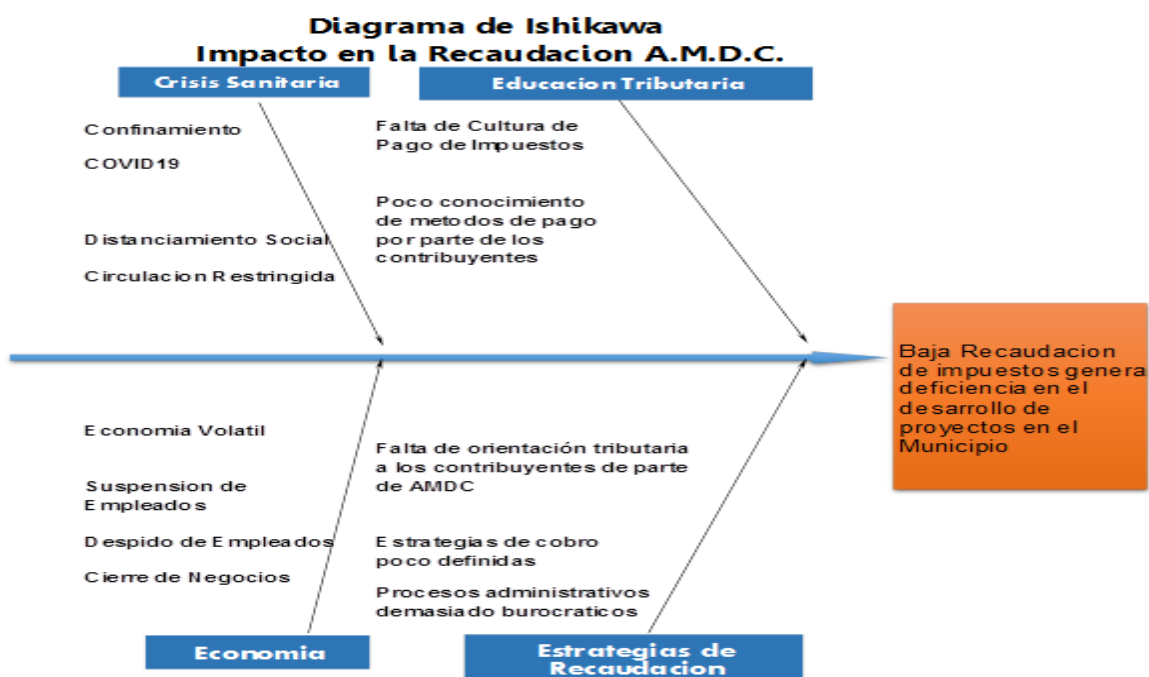 Diagrama de Ishikawa
Impacto en la Recaudacion A.M.D.C.
Crisis Sanitaria
Educacion Tributaria
Confinamiento
COVID19
Distanciamiento Social
Circulacion Restringida
Falta de Cultura de
Pago de Impuestos
Poco conocimiento
de metodos de pago
por parte de los
contribuyentes
Baja Recaudacion
de impuestos genera
deficiencia en el
desarrollo de
proyectos en el
Municipio
Economia Volatil
Suspension de
Empleados
Despido de Empleados
Cierre de Negocios
Falta de orientación tributaria
a los contribuyentes de parte
de AMDC
Estrategias de cobro
poco definidas
Procesos administrativos
demasiado burocraticos
Economia
Estrategias de
Recaudacion